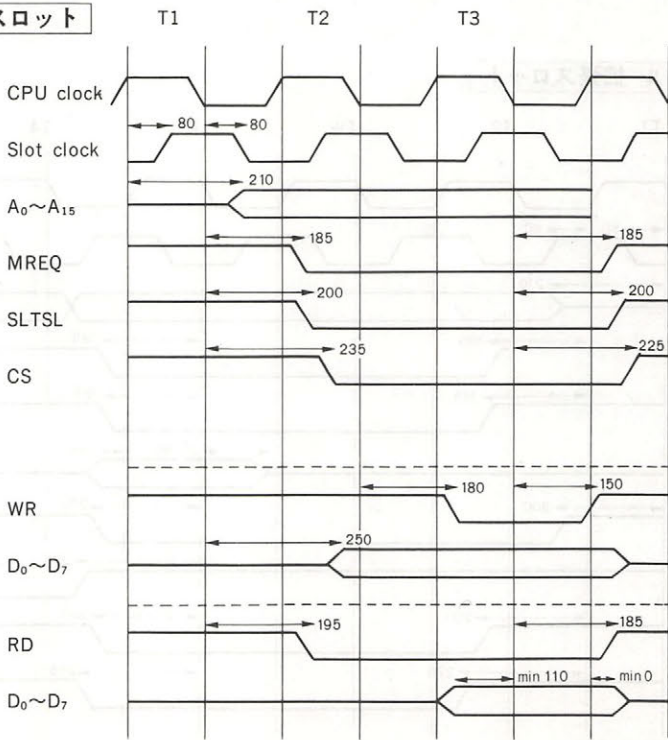 スロット T1 T2 T3
CPU clock
80 80
Slot clock
210
A₀〜A₁₅
185 185
MREQ
200 200
SLTSL
235 225
CS
180 150
WR
250
D₀〜D₇
195 185
RD
min 110 min 0
D₀〜D₇